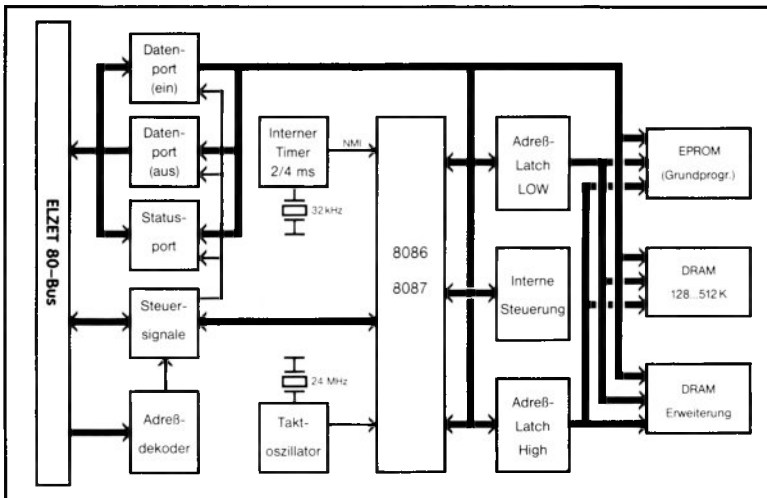 ELZET 80-Bus
Daten-
port
(ein)
Daten-
port
(aus)
Status-
port
Steuer-
signale
Adreß-
dekoder
Interner
Timer
2/4 ms
NMI
32 kHz
24 MHz
Takt-
oszillator
8086
8087
Adreß-
Latch
LOW
Interne
Steuerung
Adreß-
Latch
High
EPROM
(Grundprogr.)
DRAM
128...512 K
DRAM
Erweiterung